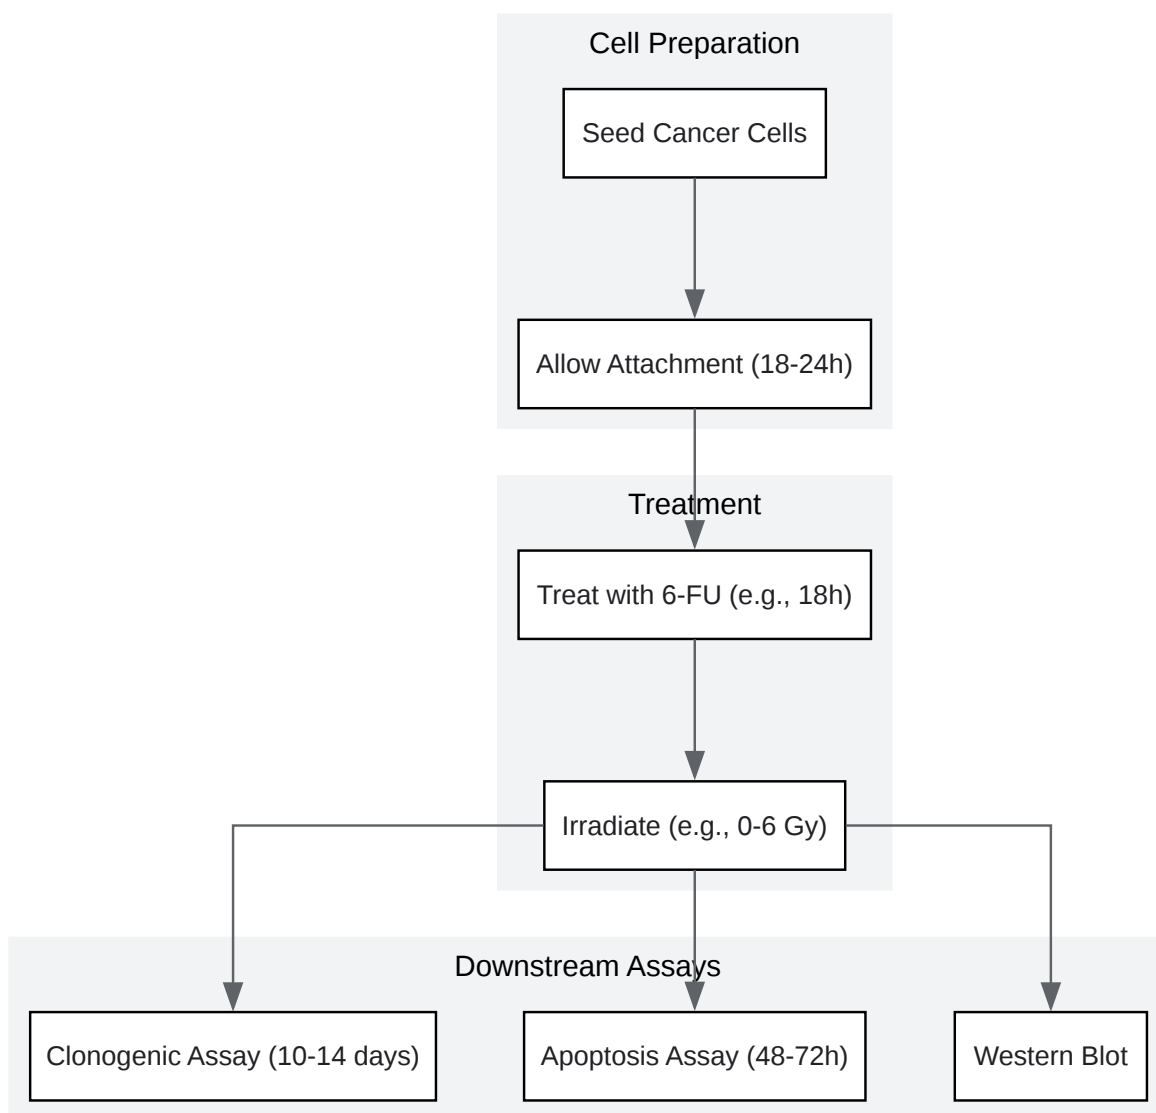 Cell Preparation
Seed Cancer Cells
Allow Attachment (18-24h)
Treatment
Treat with 6-FU (e.g., 18h)
Irradiate (e.g., 0-6 Gy)
Downstream Assays
Clonogenic Assay (10-14 days)
Apoptosis Assay (48-72h)
Western Blot